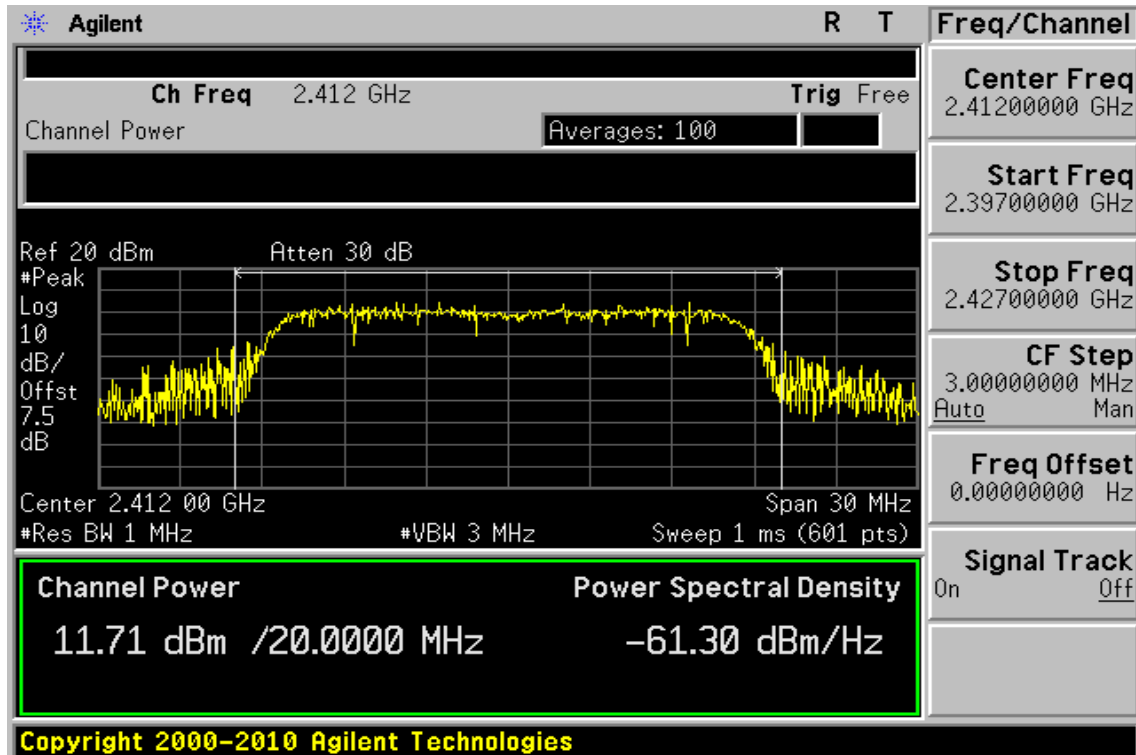 Agilent R T
Ch Freq 2.412 GHz Trig Free
Channel Power Averages: 100
Ref 20 dBm Atten 30 dB
#Peak
Log
10
dB/
Offst
7.5
dB
Center 2.412 00 GHz Span 30 MHz
#Res BW 1 MHz #VBW 3 MHz Sweep 1 ms (601 pts)
Channel Power Power Spectral Density
11.71 dBm /20.0000 MHz -61.30 dBm/Hz
Copyright 2000-2010 Agilent Technologies
Freq/Channel
Center Freq
2.41200000 GHz
Start Freq
2.39700000 GHz
Stop Freq
2.42700000 GHz
CF Step
3.00000000 MHz
Auto Man
Freq Offset
0.00000000 Hz
Signal Track
On Off